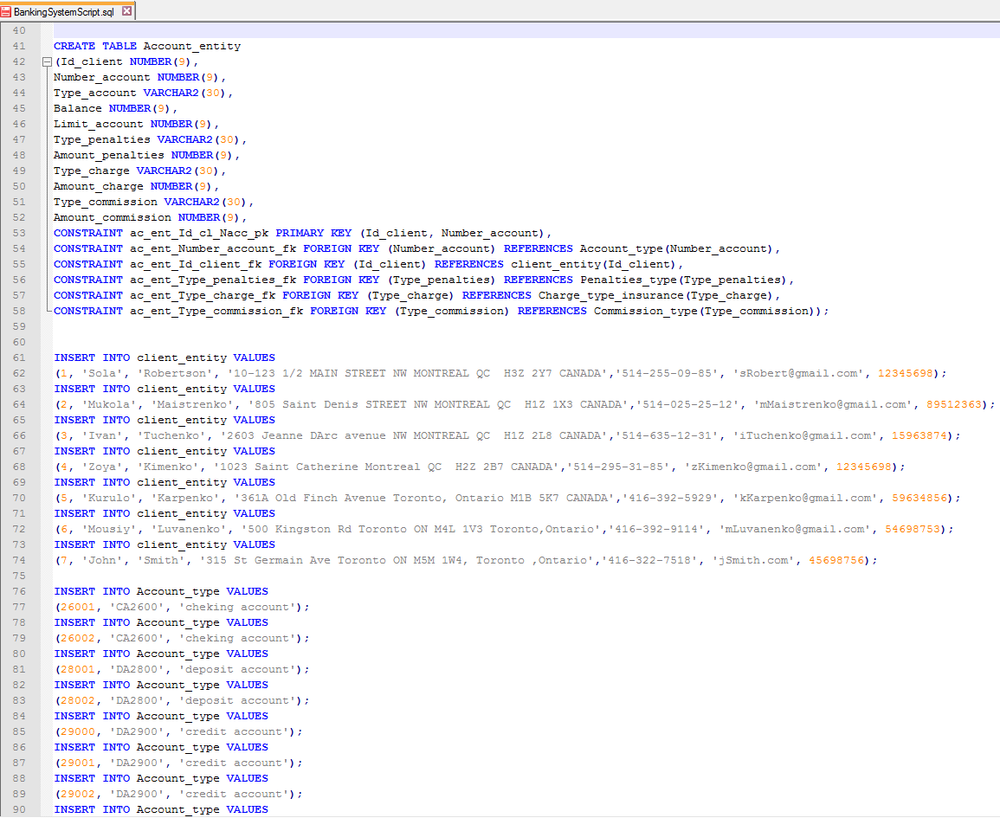 BankingSystemScript.sql
40
41 CREATE TABLE Account_entity
42 (Id_client NUMBER(9),
43 Number_account NUMBER(9),
44 Type_account VARCHAR2(30),
45 Balance NUMBER(9),
46 Limit_account NUMBER(9),
47 Type_penalties VARCHAR2(30),
48 Amount_penalties NUMBER(9),
49 Type_charge VARCHAR2(30),
50 Amount_charge NUMBER(9),
51 Type_commission VARCHAR2(30),
52 Amount_commission NUMBER(9),
53 CONSTRAINT ac_ent_Id_cl_Nacc_pk PRIMARY KEY (Id_client, Number_account),
54 CONSTRAINT ac_ent_Number_account_fk FOREIGN KEY (Number_account) REFERENCES Account_type(Number_account),
55 CONSTRAINT ac_ent_Id_client_fk FOREIGN KEY (Id_client) REFERENCES client_entity(Id_client),
56 CONSTRAINT ac_ent_Type_penalties_fk FOREIGN KEY (Type_penalties) REFERENCES Penalties_type(Type_penalties),
57 CONSTRAINT ac_ent_Type_charge_fk FOREIGN KEY (Type_charge) REFERENCES Charge_type_insurance(Type_charge),
58 CONSTRAINT ac_ent_Type_commission_fk FOREIGN KEY (Type_commission) REFERENCES Commission_type(Type_commission));
59
60
61 INSERT INTO client_entity VALUES
62 (1, 'Sola', 'Robertson', '10-123 1/2 MAIN STREET NW MONTREAL QC  H3Z 2Y7 CANADA','514-255-09-85', 'sRobert@gmail.com', 12345698);
63 INSERT INTO client_entity VALUES
64 (2, 'Mukola', 'Maistrenko', '805 Saint Denis STREET NW MONTREAL QC  H1Z 1X3 CANADA','514-025-25-12', 'mMaistrenko@gmail.com', 89512363);
65 INSERT INTO client_entity VALUES
66 (3, 'Ivan', 'Tuchenko', '2603 Jeanne DArc avenue NW MONTREAL QC  H1Z 2L8 CANADA','514-635-12-31', 'iTuchenko@gmail.com', 15963874);
67 INSERT INTO client_entity VALUES
68 (4, 'Zoya', 'Kimenko', '1023 Saint Catherine Montreal QC  H2Z 2B7 CANADA','514-295-31-85', 'zKimenko@gmail.com', 12345698);
69 INSERT INTO client_entity VALUES
70 (5, 'Kurulo', 'Karpenko', '361A Old Finch Avenue Toronto, Ontario M1B 5K7 CANADA','416-392-5929', 'kKarpenko@gmail.com', 59634856);
71 INSERT INTO client_entity VALUES
72 (6, 'Mousiy', 'Luvanenko', '500 Kingston Rd Toronto ON M4L 1V3 Toronto,Ontario','416-392-9114', 'mLuvanenko@gmail.com', 54698753);
73 INSERT INTO client_entity VALUES
74 (7, 'John', 'Smith', '315 St Germain Ave Toronto ON M5M 1W4, Toronto ,Ontario','416-322-7518', 'jSmith.com', 45698756);
75
76 INSERT INTO Account_type VALUES
77 (26001, 'CA2600', 'cheking account');
78 INSERT INTO Account_type VALUES
79 (26002, 'CA2600', 'cheking account');
80 INSERT INTO Account_type VALUES
81 (28001, 'DA2800', 'deposit account');
82 INSERT INTO Account_type VALUES
83 (28002, 'DA2800', 'deposit account');
84 INSERT INTO Account_type VALUES
85 (29000, 'DA2900', 'credit account');
86 INSERT INTO Account_type VALUES
87 (29001, 'DA2900', 'credit account');
88 INSERT INTO Account_type VALUES
89 (29002, 'DA2900', 'credit account');
90 INSERT INTO Account_type VALUES